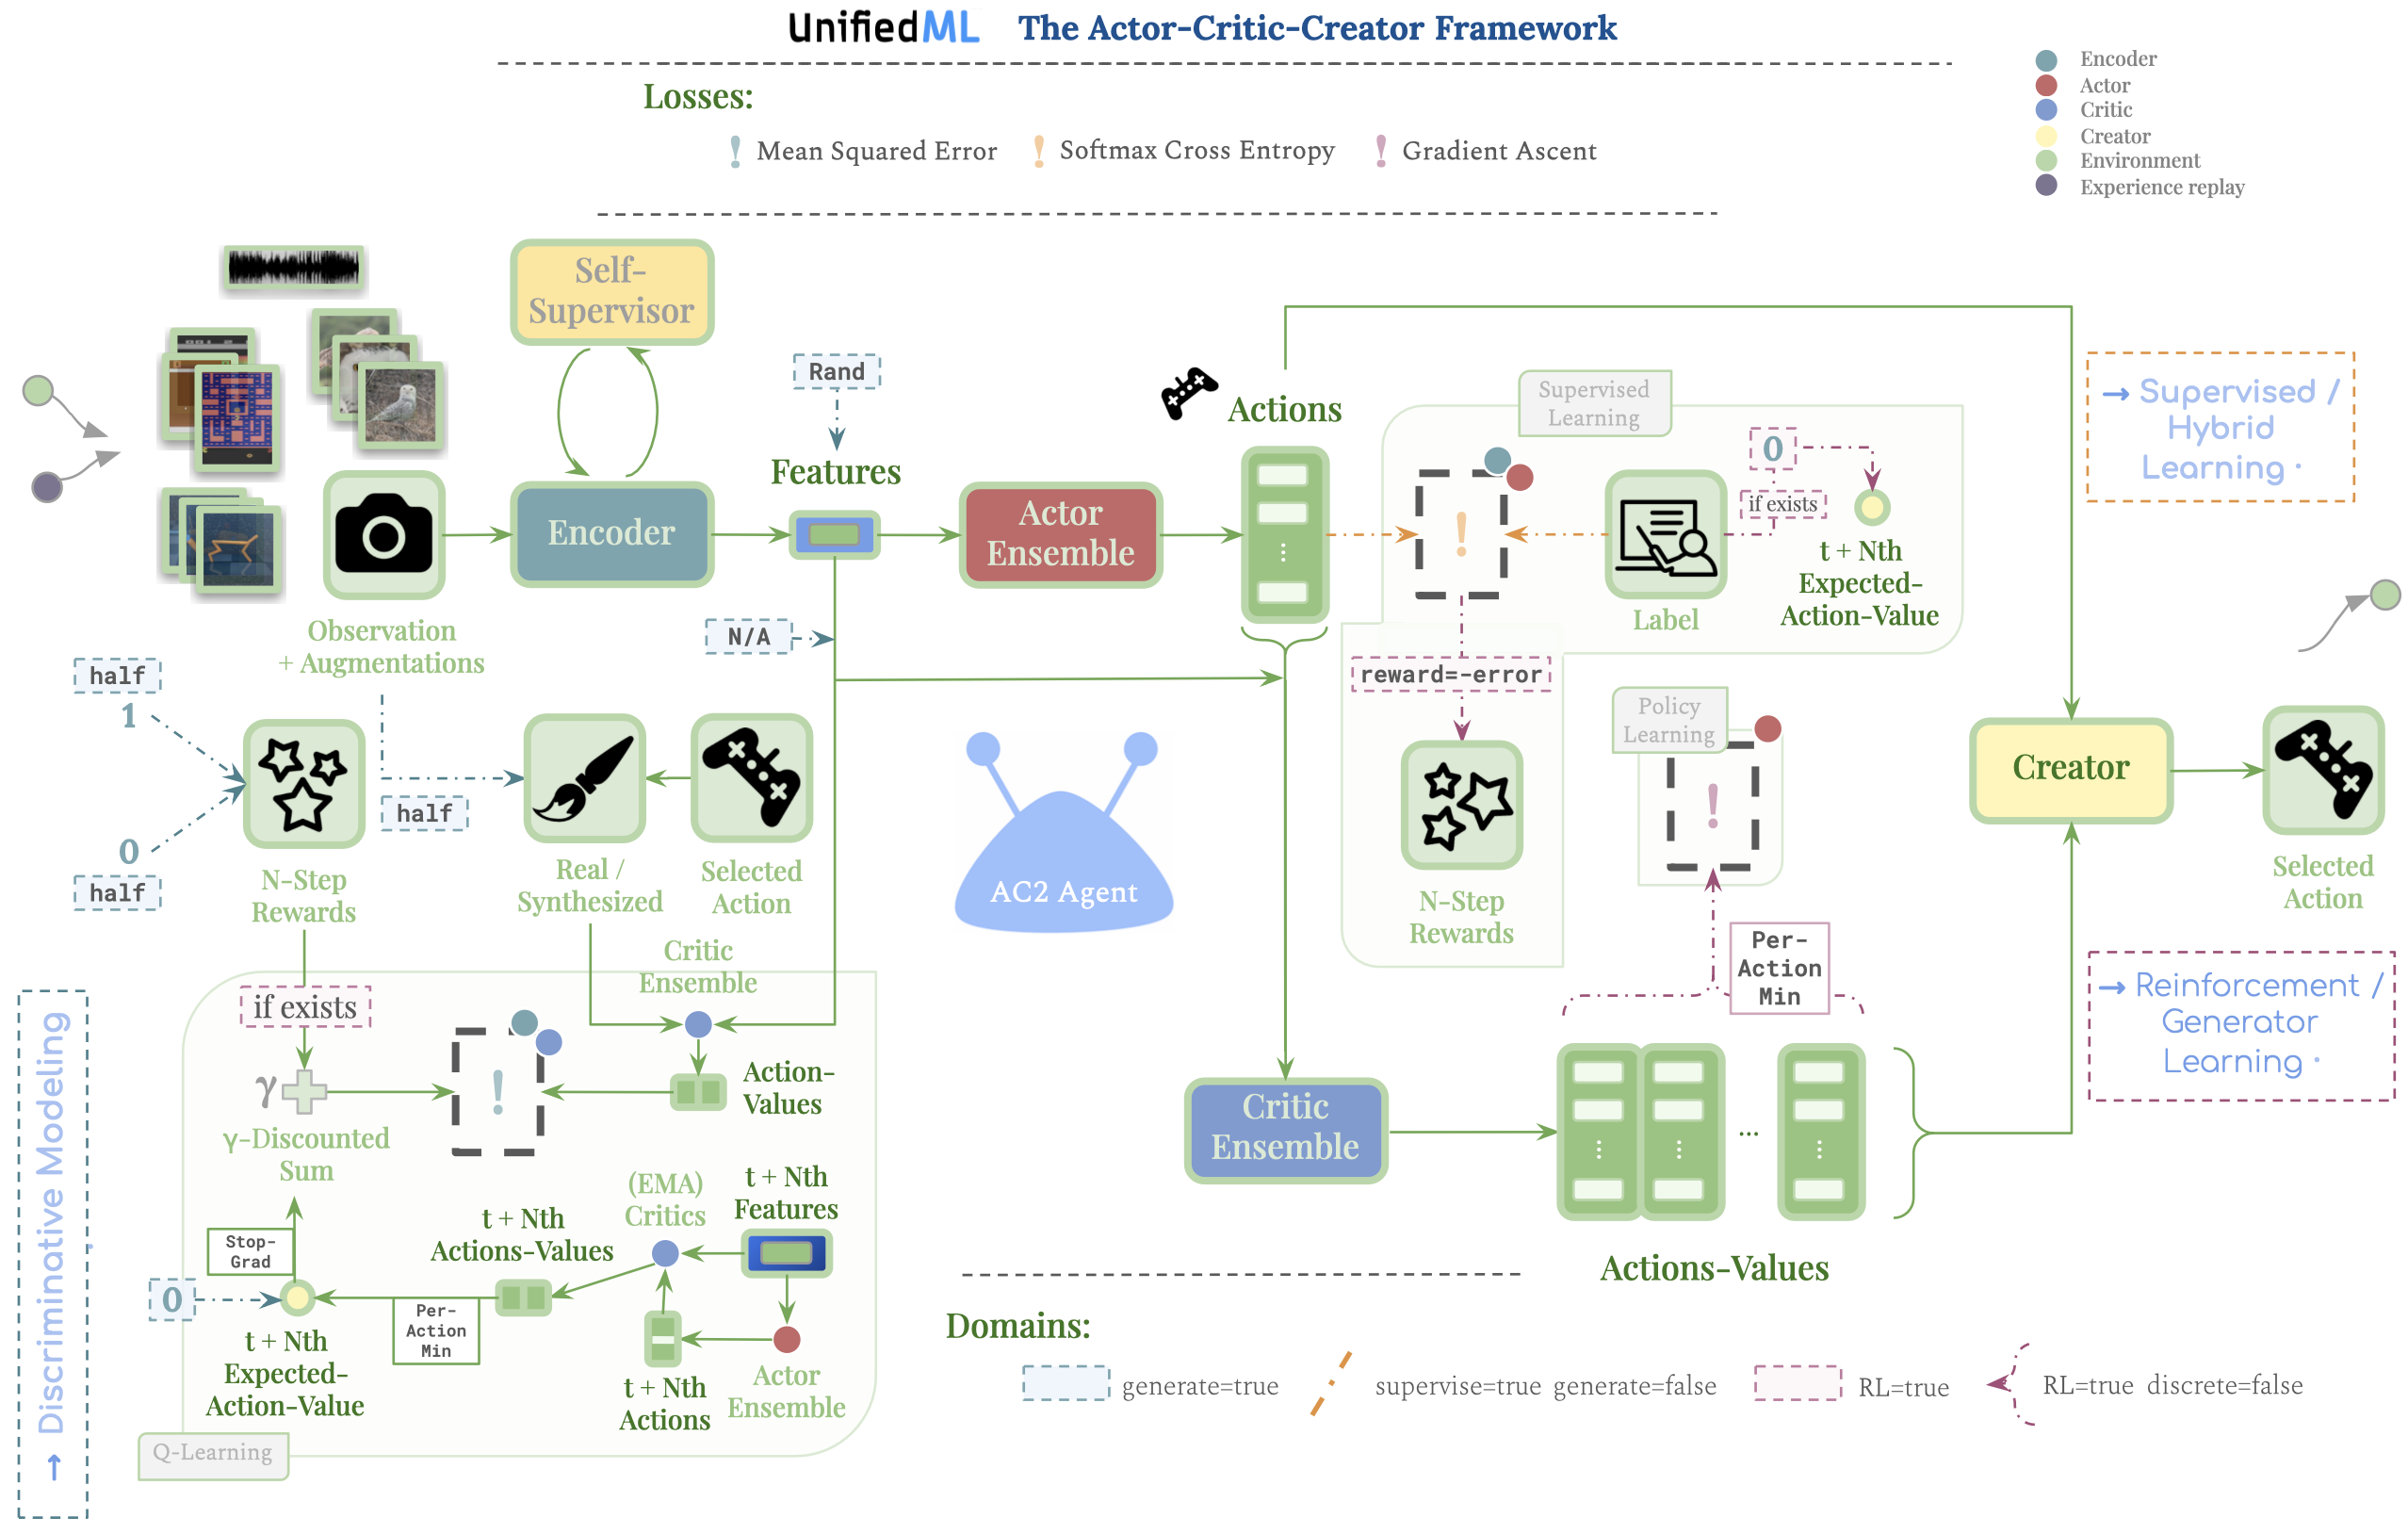 UnifiedML The Actor-Critic-Creator Framework
Losses:
! Mean Squared Error ! Softmax Cross Entropy ! Gradient Ascent
Encoder
Actor
Critic
Creator
Environment
Experience replay
Self-
Supervisor
Rand
Features
Encoder
Actor
Ensemble
Actions
Supervised
Learning
!
0
if exists
t + Nth
Expected-
Action-Value
Label
→ Supervised /
Hybrid
Learning ·
Observation
+ Augmentations
N/A
half
1
0
half
half
N-Step
Rewards
Real /
Synthesized
Selected
Action
AC2 Agent
reward=-error
N-Step
Rewards
Policy
Learning
!
Per-
Action
Min
Creator
Selected
Action
→ Reinforcement /
Generator
Learning ·
→ Discriminative Modeling ·
Critic
Ensemble
if exists
γ
γ-Discounted
Sum
!
Action-
Values
Stop-
Grad
0
t + Nth
Expected-
Action-Value
Per-
Action
Min
t + Nth
Actions-Values
(EMA)
Critics
t + Nth
Features
t + Nth
Actions
Actor
Ensemble
Q-Learning
Critic
Ensemble
⋮ ⋮ ... ⋮
Actions-Values
Domains:
generate=true supervise=true generate=false RL=true RL=true discrete=false